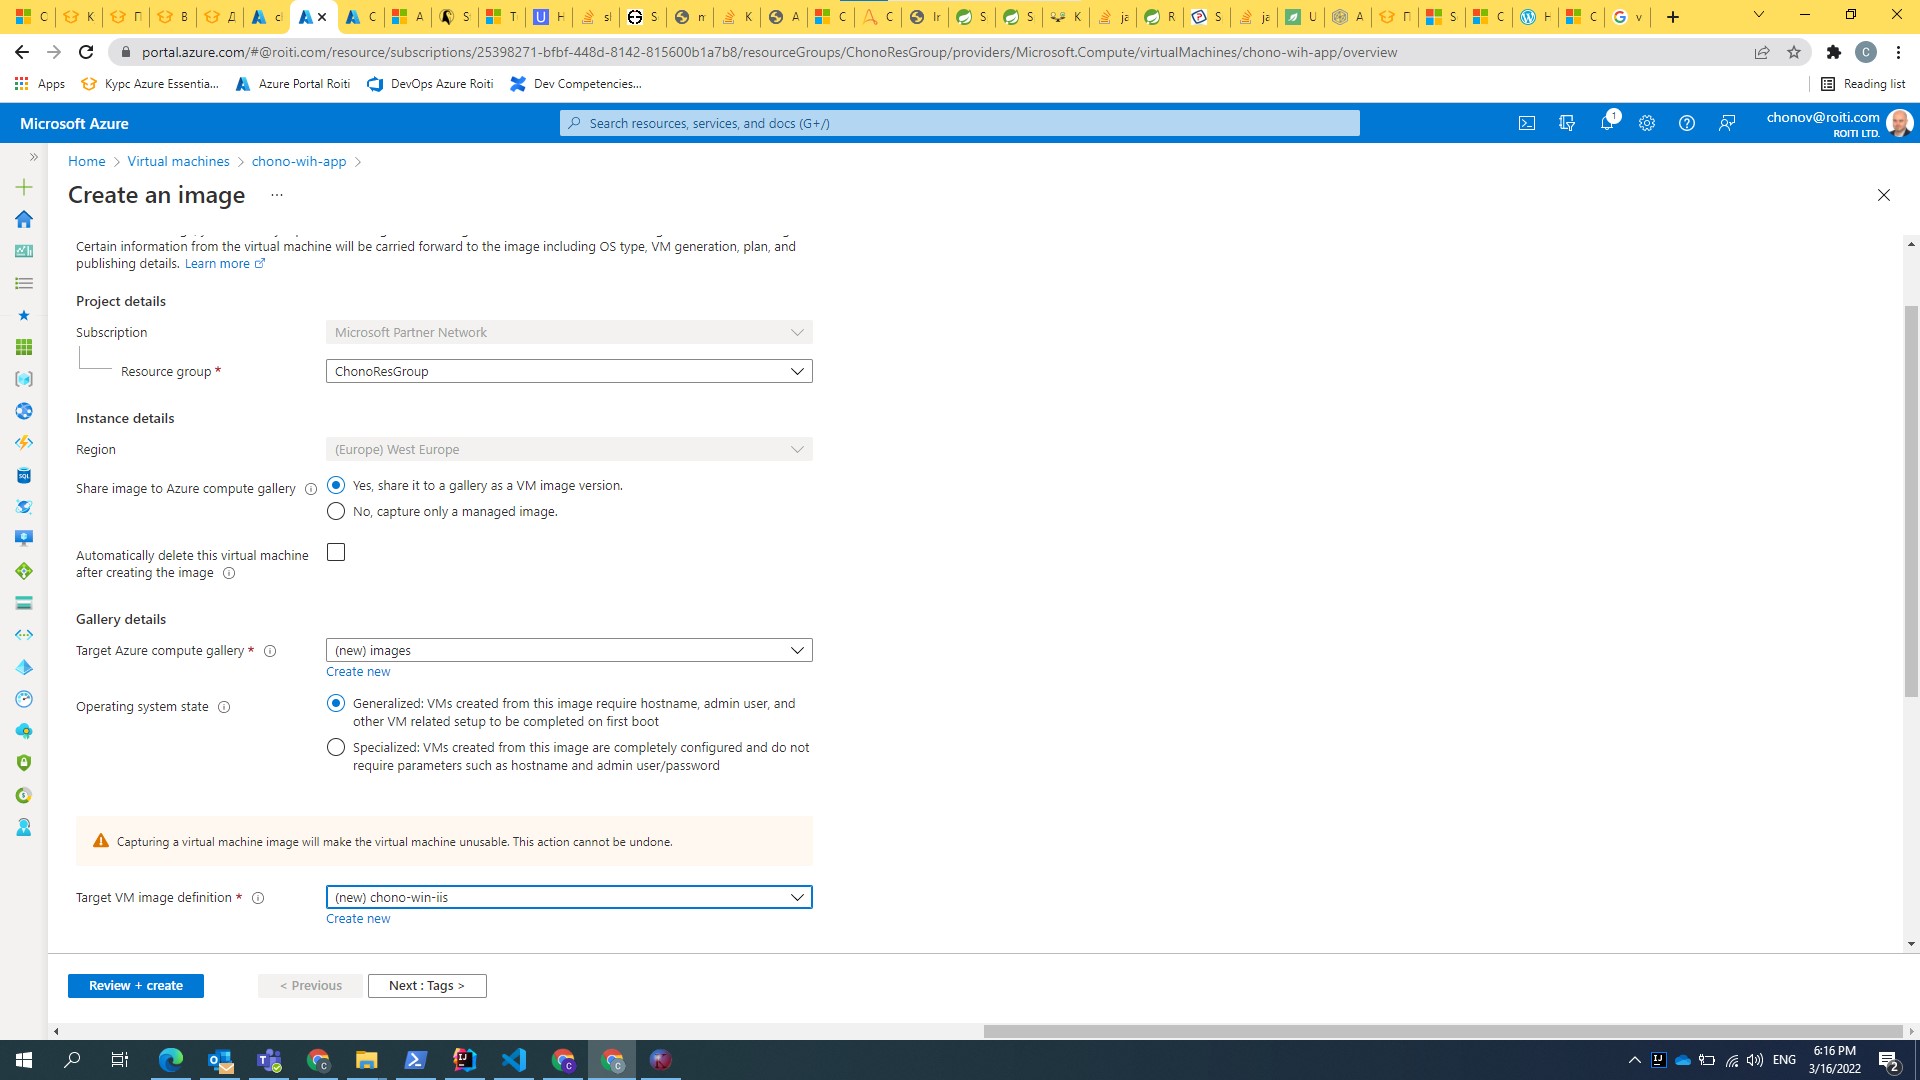 portal.azure.com/#@roiti.com/resource/subscriptions/25398271-bfbf-448d-8142-815600b1a7b8/resourceGroups/ChonoResGroup/providers/Microsoft.Compute/virtualMachines/chono-wih-app/overview
Apps
Курс Azure Essentia...
Azure Portal Roiti
DevOps Azure Roiti
Dev Competencies...
Reading list
Microsoft Azure
Search resources, services, and docs (G+/)
1
chonov@roiti.com
ROITI LTD.
Home > Virtual machines > chono-wih-app >
Create an image ...
Certain information from the virtual machine will be carried forward to the image including OS type, VM generation, plan, and
publishing details. Learn more
Project details
Subscription
Microsoft Partner Network
Resource group *
ChonoResGroup
Instance details
Region
(Europe) West Europe
Share image to Azure compute gallery
Yes, share it to a gallery as a VM image version.
No, capture only a managed image.
Automatically delete this virtual machine
after creating the image
Gallery details
Target Azure compute gallery *
(new) images
Create new
Operating system state
Generalized: VMs created from this image require hostname, admin user, and
other VM related setup to be completed on first boot
Specialized: VMs created from this image are completely configured and do not
require parameters such as hostname and admin user/password
Capturing a virtual machine image will make the virtual machine unusable. This action cannot be undone.
Target VM image definition *
(new) chono-win-iis
Create new
Review + create
< Previous
Next : Tags >
ENG
6:16 PM
3/16/2022
2